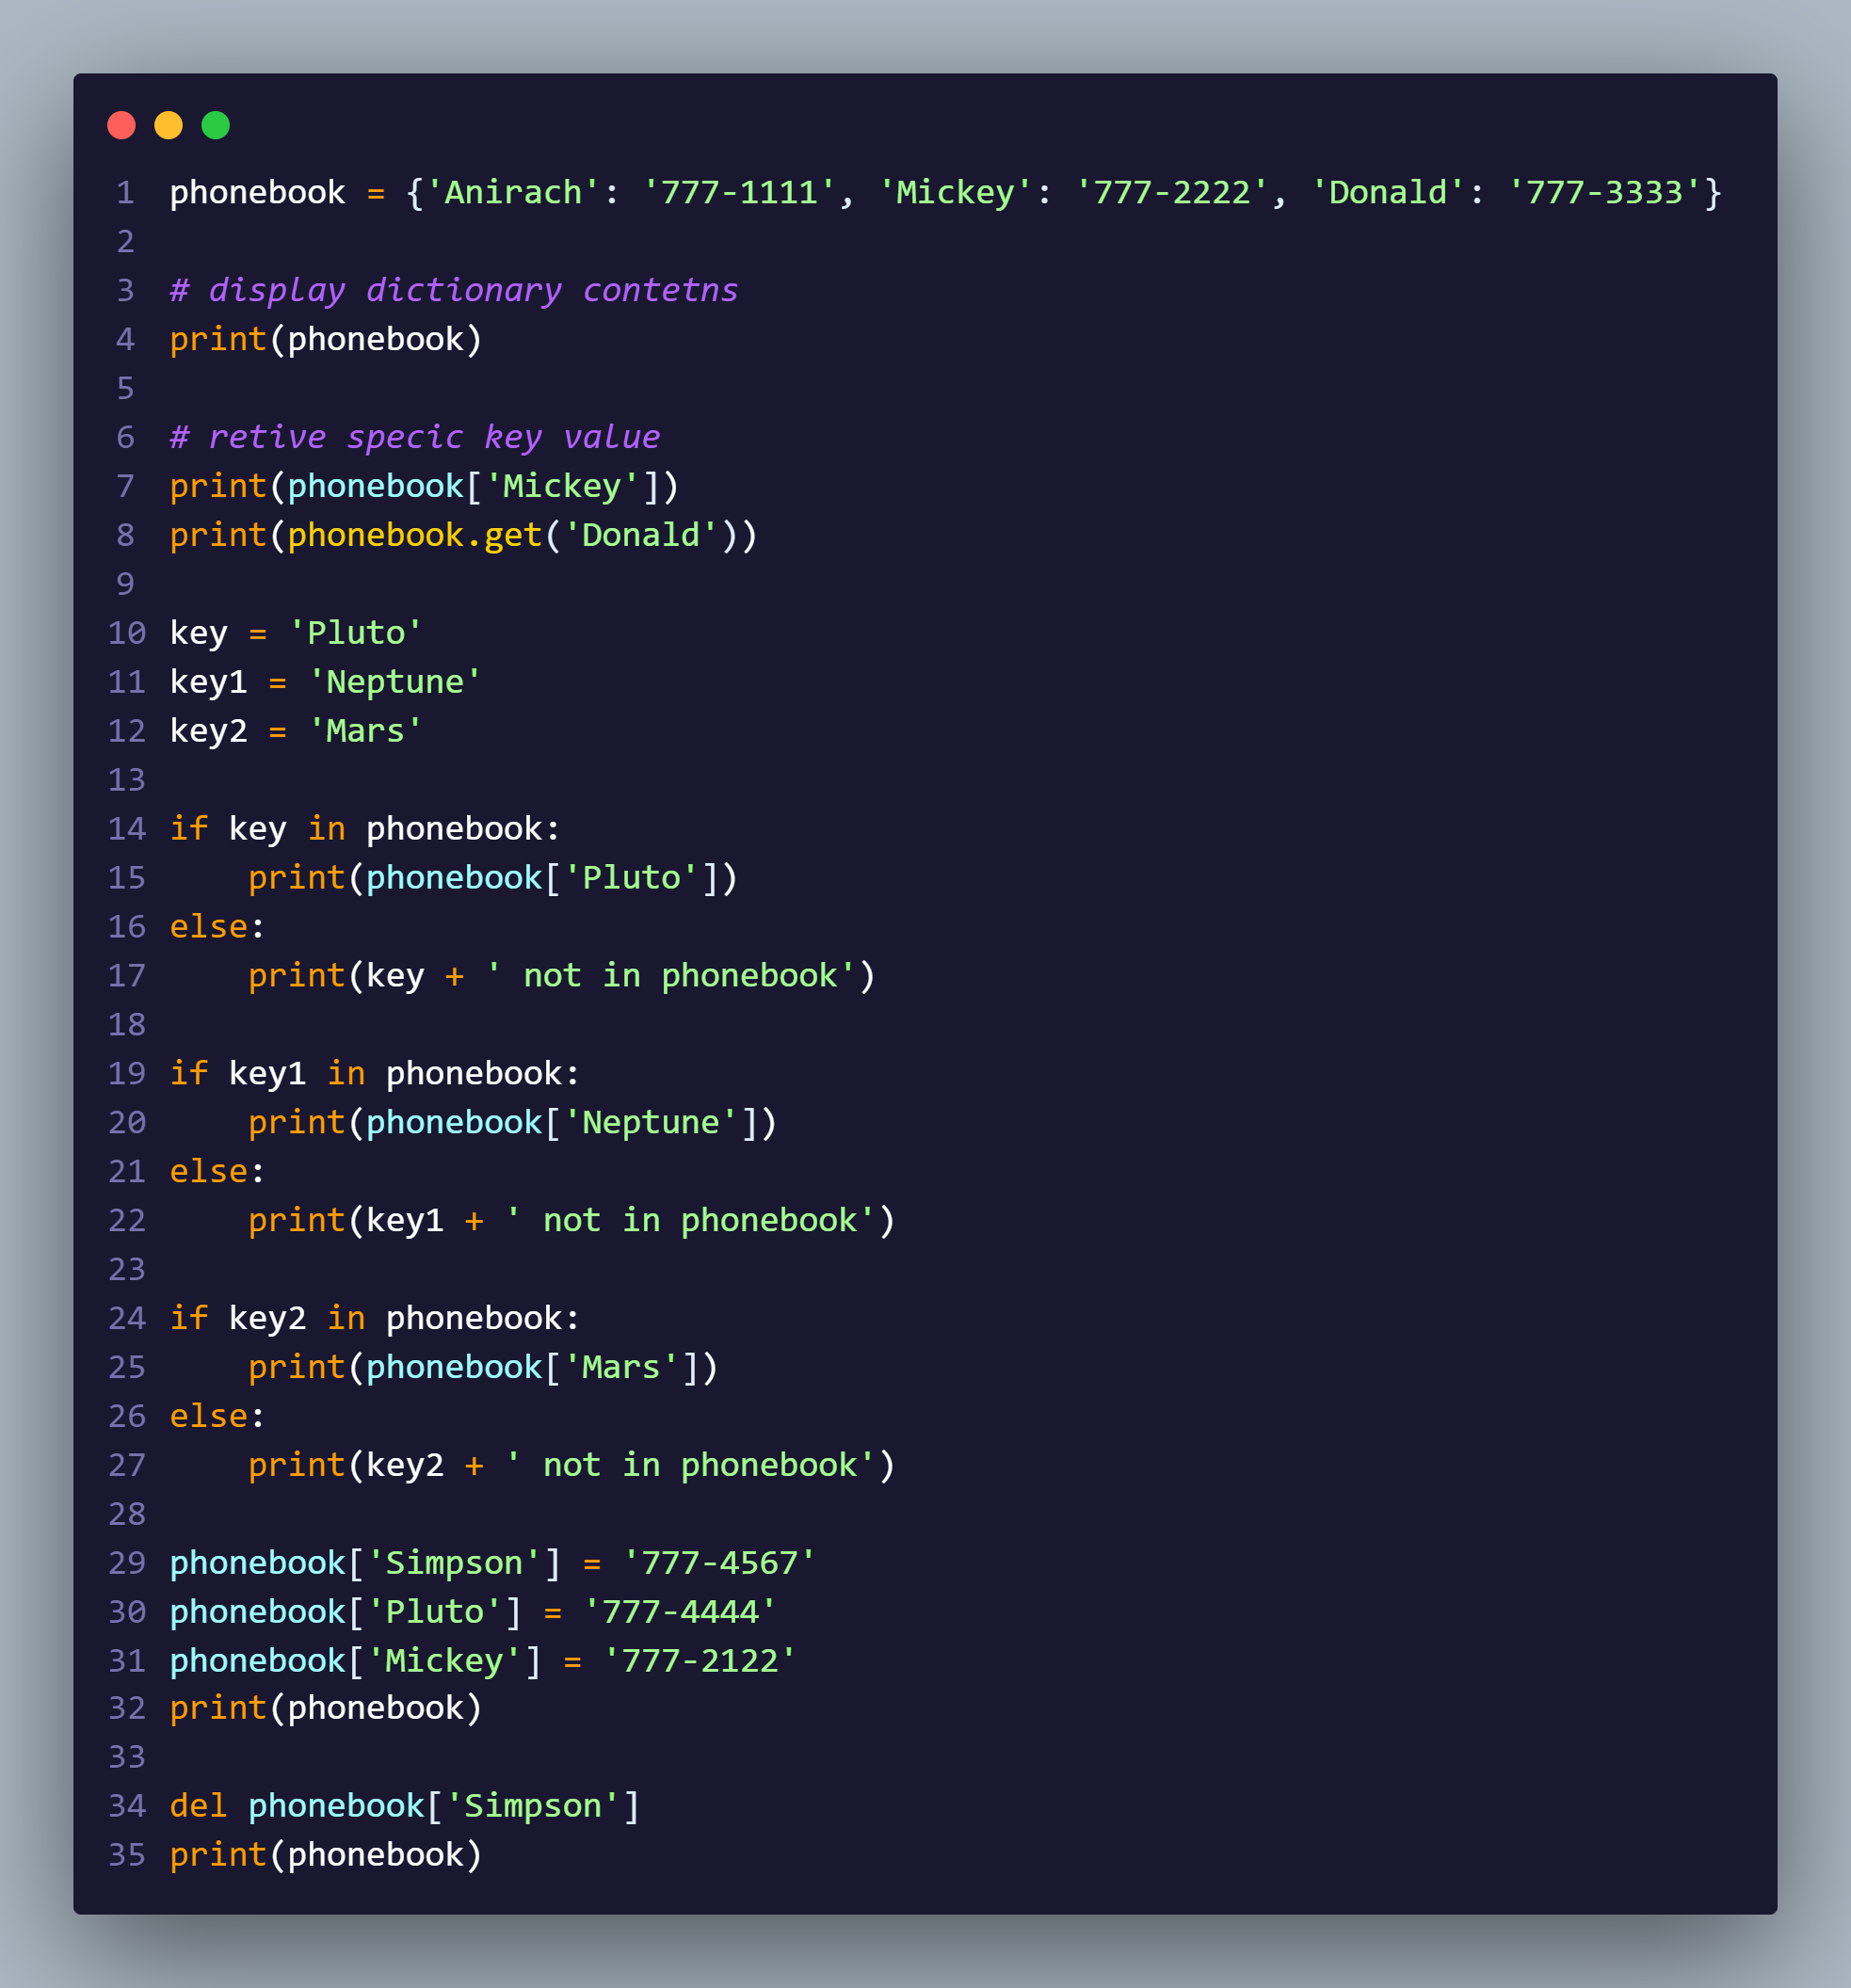 1 phonebook = {'Anirach': '777-1111', 'Mickey': '777-2222', 'Donald': '777-3333'}
2
3 # display dictionary contetns
4 print(phonebook)
5
6 # retive specic key value
7 print(phonebook['Mickey'])
8 print(phonebook.get('Donald'))
9
10 key = 'Pluto'
11 key1 = 'Neptune'
12 key2 = 'Mars'
13
14 if key in phonebook:
15     print(phonebook['Pluto'])
16 else:
17     print(key + ' not in phonebook')
18
19 if key1 in phonebook:
20     print(phonebook['Neptune'])
21 else:
22     print(key1 + ' not in phonebook')
23
24 if key2 in phonebook:
25     print(phonebook['Mars'])
26 else:
27     print(key2 + ' not in phonebook')
28
29 phonebook['Simpson'] = '777-4567'
30 phonebook['Pluto'] = '777-4444'
31 phonebook['Mickey'] = '777-2122'
32 print(phonebook)
33
34 del phonebook['Simpson']
35 print(phonebook)